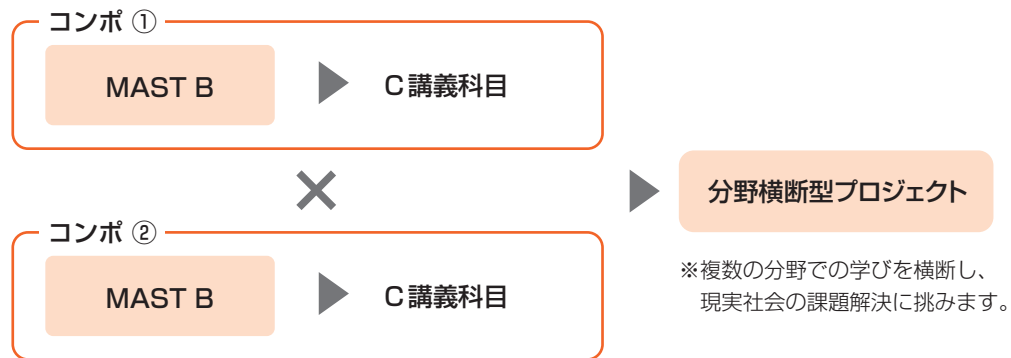 コンポ ①
MAST B
C講義科目
コンポ ②
MAST B
C講義科目
分野横断型プロジェクト
※複数の分野での学びを横断し、
現実社会の課題解決に挑みます。